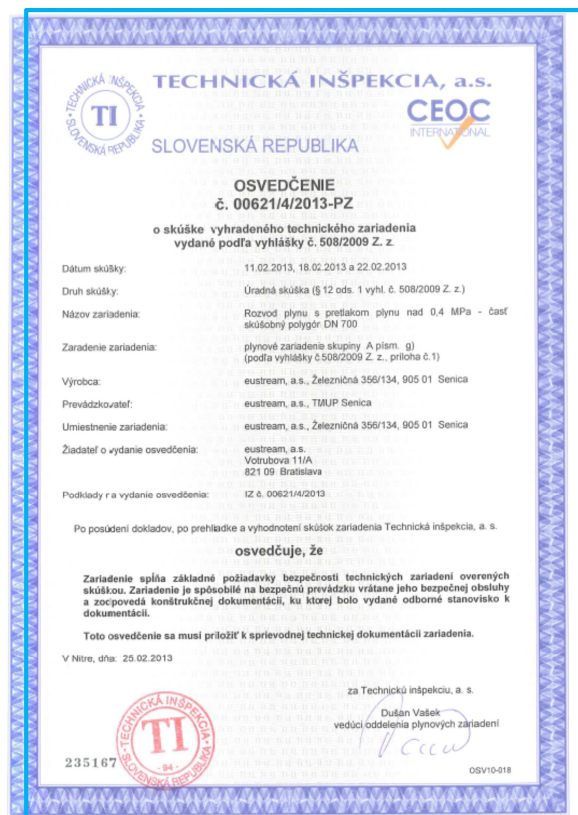 TECHNICKÁ INŠPEKCIA
TI
SLOVENSKÁ REPUBLIKA
TECHNICKÁ INŠPEKCIA, a.s.
CEOC
INTERNATIONAL
SLOVENSKÁ REPUBLIKA
OSVEDČENIE
č. 00621/4/2013-PZ
o skúške vyhradeného technického zariadenia
vydané podľa vyhlášky č. 508/2009 Z. z.
Dátum skúšky: 11.02.2013, 18.02.2013 a 22.02.2013
Druh skúšky: Úradná skúška (§ 12 ods. 1 vyhl. č. 508/2009 Z. z.)
Názov zariadenia: Rozvod plynu s pretlakom plynu nad 0,4 MPa - časť
skúšobný polygór DN 700
Zaradenie zariadenia: plynové zariadenie skupiny A písm. g)
(podľa vyhlášky č.508/2009 Z. z., príloha č.1)
Výrobca: eustream, a.s., Železničná 356/134, 905 01 Senica
Prevádzkovateľ: eustream, a.s., TMUP Senica
Umiestnenie zariadenia: eustream, a.s., Železničná 356/134, 905 01 Senica
Žiadateľ o vydanie osvedčenia: eustream, a.s.
Votrubova 11/A
821 09 Bratislava
Podklady na vydanie osvedčenia: IZ č. 00621/4/2013
Po posúdení dokladov, po prehliadke a vyhodnotení skúšok zariadenia Technická inšpekcia, a. s.
osvedčuje, že
Zariadenie spĺňa základné požiadavky bezpečnosti technických zariadení overených
skúškou. Zariadenie je spôsobilé na bezpečnú prevádzku vrátane jeho bezpečnej obsluhy
a zodpovedá konštrukčnej dokumentácii, ku ktorej bolo vydané odborné stanovisko k
dokumentácii.
Toto osvedčenie sa musí priložiť k sprievodnej technickej dokumentácii zariadenia.
V Nitre, dňa: 25.02.2013
za Technickú inšpekciu, a. s.
Dušan Vašek
vedúci oddelenia plynových zariadení
TECHNICKÁ INŠPEKCIA, a.s.
TI
- 94 -
SLOVENSKÁ REPUBLIKA
235167
OSV10-018